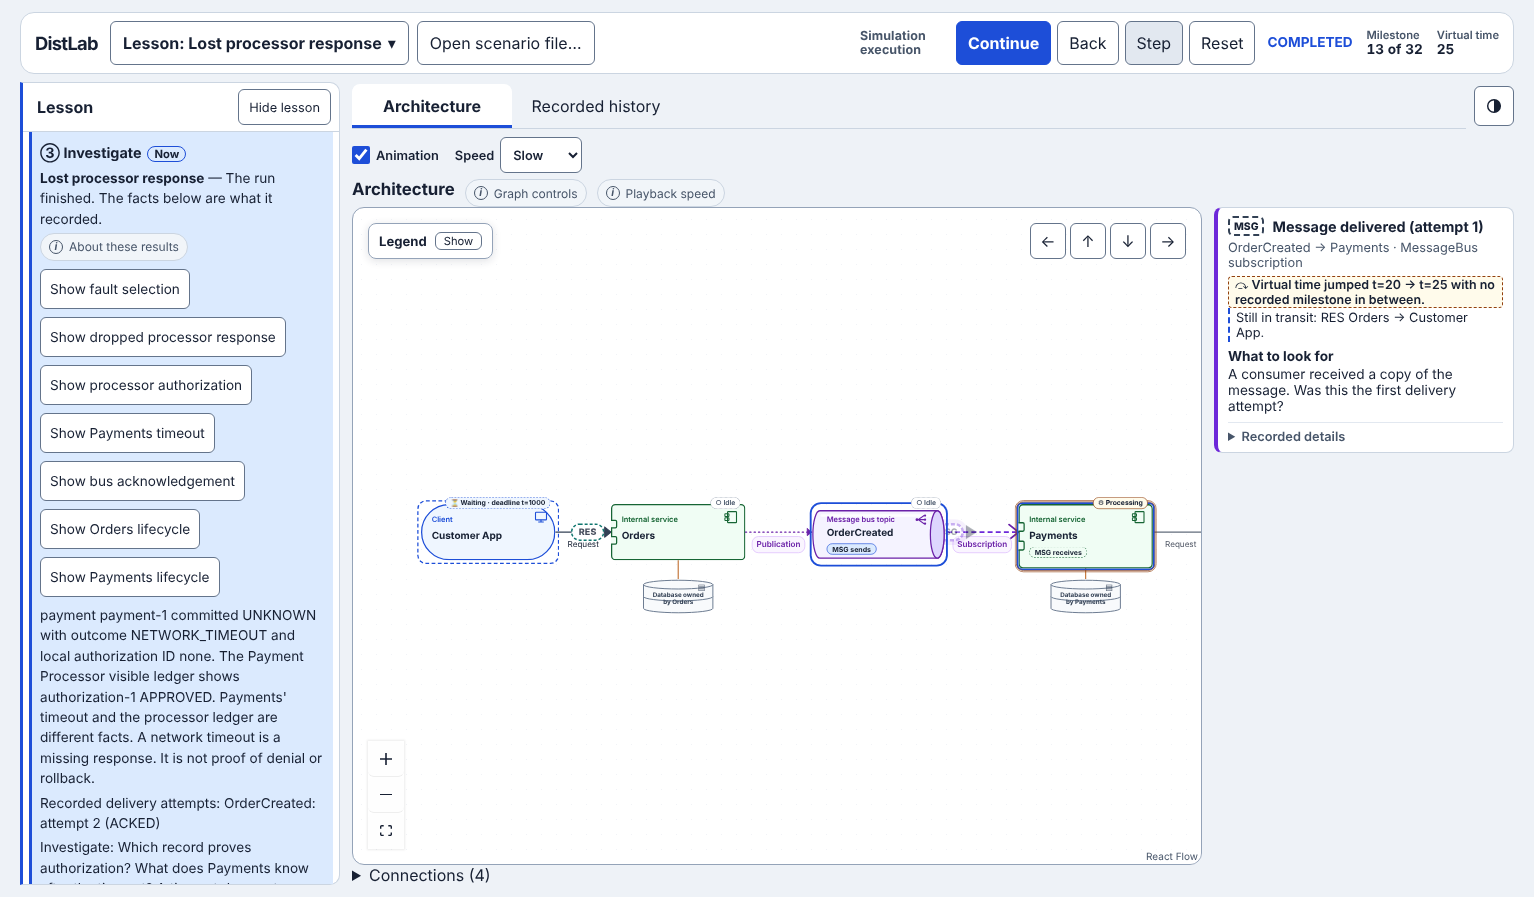 DistLab
Lesson: Lost processor response ▾
Open scenario file...
Simulation execution
Continue
Back
Step
Reset
COMPLETED
Milestone
13 of 32
Virtual time
25
Lesson
Hide lesson
3 Investigate Now
Lost processor response — The run
finished. The facts below are what it
recorded.
About these results
Show fault selection
Show dropped processor response
Show processor authorization
Show Payments timeout
Show bus acknowledgement
Show Orders lifecycle
Show Payments lifecycle
payment payment-1 committed UNKNOWN
with outcome NETWORK_TIMEOUT and
local authorization ID none. The Payment
Processor visible ledger shows
authorization-1 APPROVED. Payments'
timeout and the processor ledger are
different facts. A network timeout is a
missing response. It is not proof of denial or
rollback.
Recorded delivery attempts: OrderCreated:
attempt 2 (ACKED)
Investigate: Which record proves
authorization? What does Payments know
Architecture
Recorded history
Animation
Speed
Slow
Architecture
Graph controls
Playback speed
Legend
Show
← ↑ ↓ →
Waiting · deadline t=1000
Client
Customer App
RES
Request
Idle
Internal service
Orders
Database owned
by Orders
Publication
Idle
Message bus topic
OrderCreated
MSG sends
Subscription
Processing
Internal service
Payments
MSG receives
Database owned
by Payments
Request
+
−
React Flow
Connections (4)
MSG Message delivered (attempt 1)
OrderCreated → Payments · MessageBus
subscription
Virtual time jumped t=20 → t=25 with no
recorded milestone in between.
Still in transit: RES Orders → Customer
App.
What to look for
A consumer received a copy of the
message. Was this the first delivery
attempt?
Recorded details